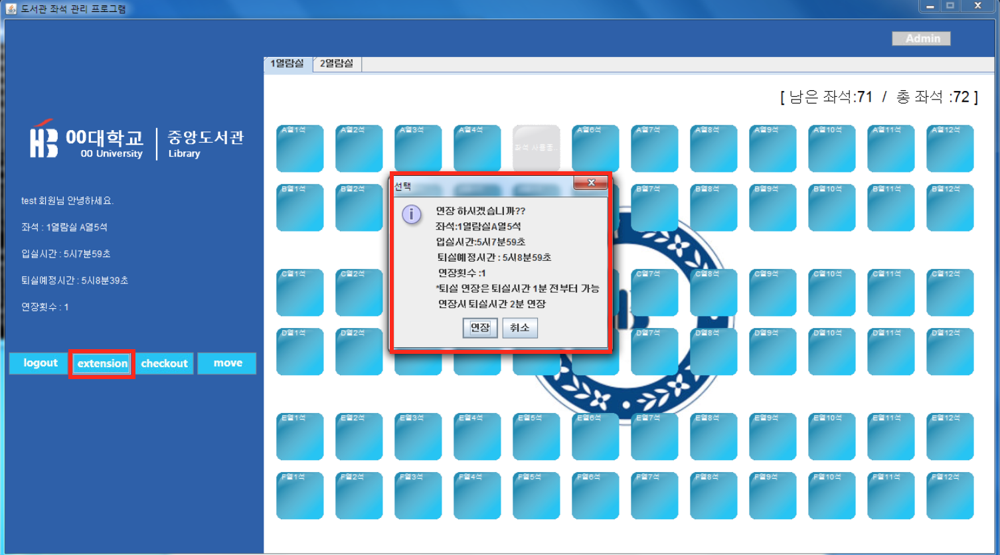 도서관 좌석 관리 프로그램
Admin
1열람실 2열람실
[ 남은 좌석:71 / 총 좌석 :72 ]
00대학교 중앙도서관
00 University Library
test 회원님 안녕하세요.
좌석 : 1열람실 A열5석
입실시간 : 5시7분59초
퇴실예정시간 : 5시8분39초
연장횟수 : 1
logout extension checkout move
A열1석 A열2석 A열3석 A열4석 좌석 사용중. A열6석 A열7석 A열8석 A열9석 A열10석 A열11석 A열12석
B열1석 B열2석 B열7석 B열8석 B열9석 B열10석 B열11석 B열12석
선택
연장 하시겠습니까??
좌석:1열람실A열5석
입실시간:5시7분59초
퇴실예정시간 : 5시8분59초
연장횟수 :1
*퇴실 연장은 퇴실시간 1분 전부터 가능
연장시 퇴실시간 2분 연장
연장 취소
C열1석 C열2석 C열7석 C열8석 C열9석 C열10석 C열11석 C열12석
D열1석 D열2석 D열7석 D열8석 D열9석 D열10석 D열11석 D열12석
E열1석 E열2석 E열3석 E열4석 E열5석 E열6석 E열7석 E열8석 E열9석 E열10석 E열11석 E열12석
F열1석 F열2석 F열3석 F열4석 F열5석 F열6석 F열7석 F열8석 F열9석 F열10석 F열11석 F열12석